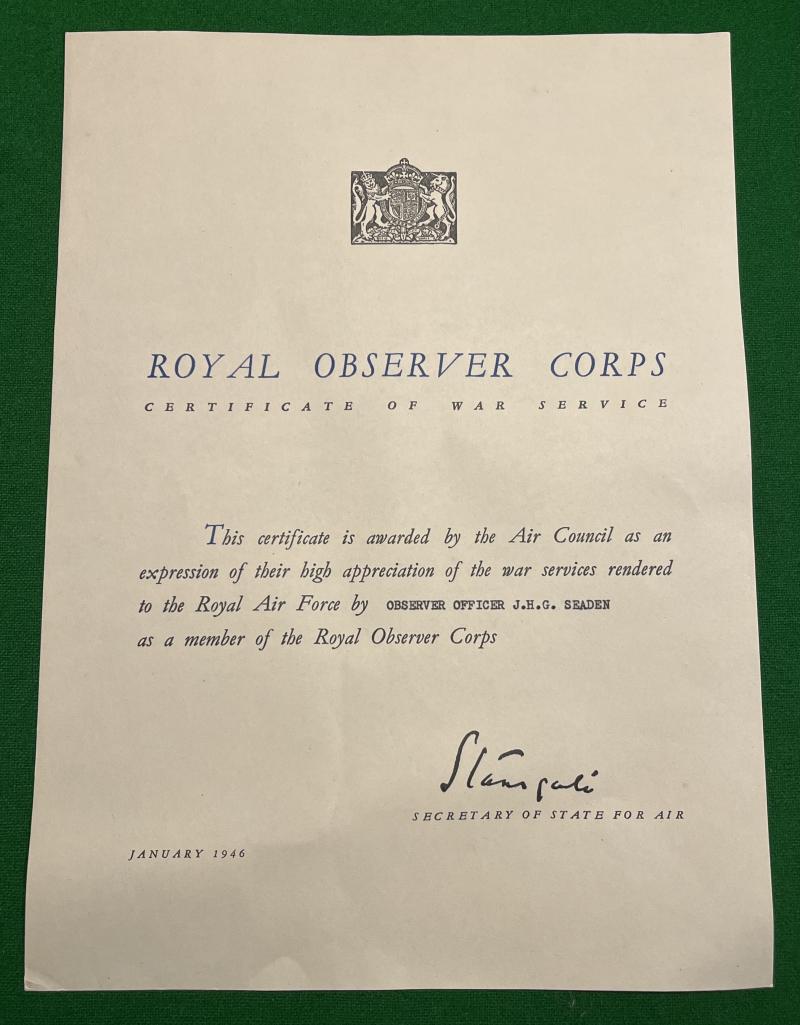 ROYAL OBSERVER CORPS
CERTIFICATE OF WAR SERVICE
This certificate is awarded by the Air Council as an
expression of their high appreciation of the war services rendered
to the Royal Air Force by OBSERVER OFFICER J.H.G. SEADEN
as a member of the Royal Observer Corps
Stansgate
SECRETARY OF STATE FOR AIR
JANUARY 1946